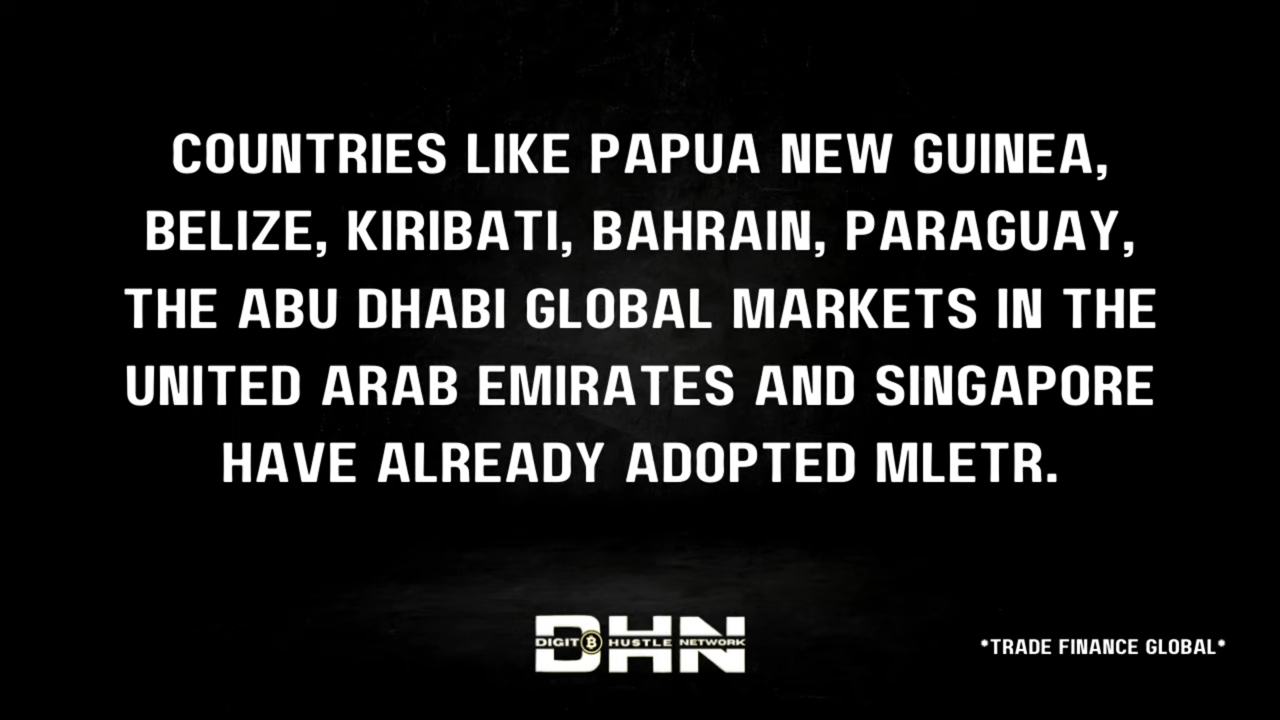 COUNTRIES LIKE PAPUA NEW GUINEA,
BELIZE, KIRIBATI, BAHRAIN, PARAGUAY,
THE ABU DHABI GLOBAL MARKETS IN THE
UNITED ARAB EMIRATES AND SINGAPORE
HAVE ALREADY ADOPTED MLETR.
DHN
DIGIT₿ HUSTLE NETWORK
*TRADE FINANCE GLOBAL*